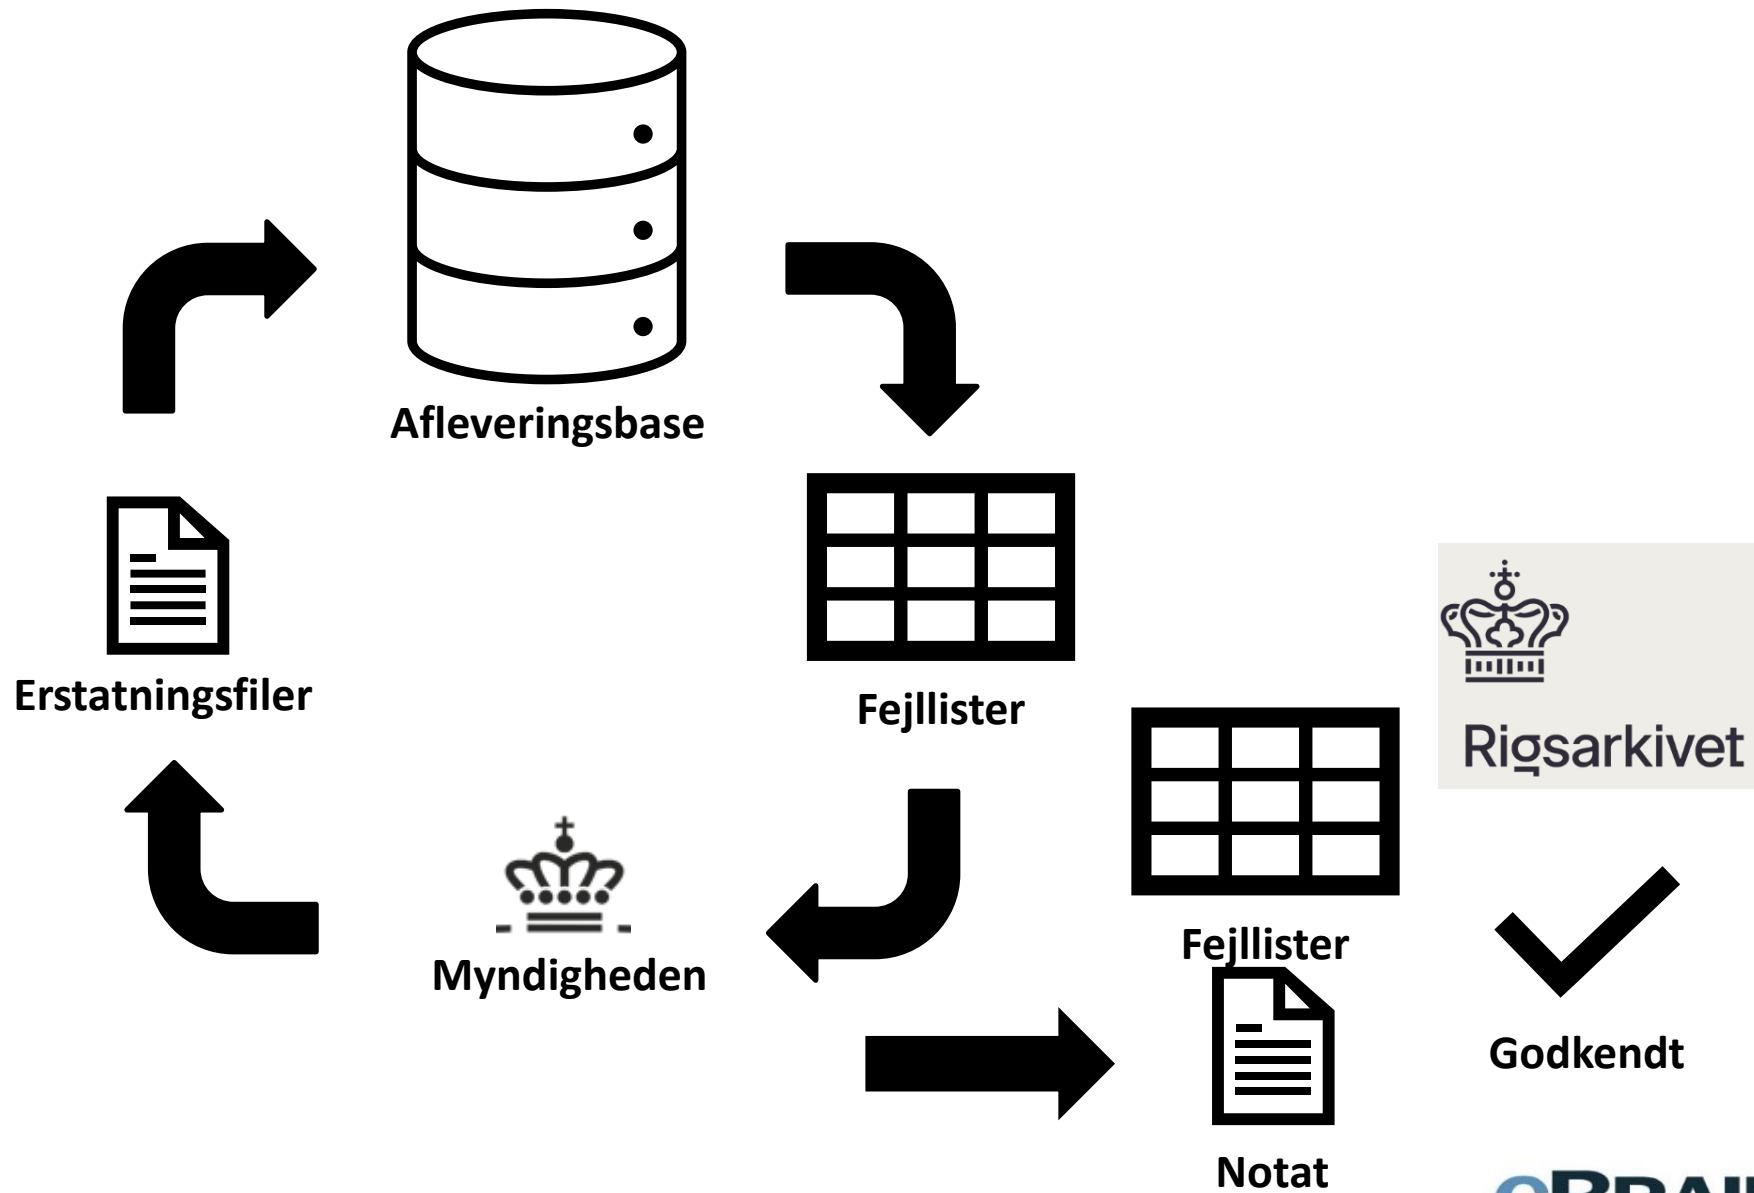 Afleveringsbase
Erstatningsfiler
Fejllister
Rigsarkivet
Myndigheden
Fejllister
Godkendt
Notat